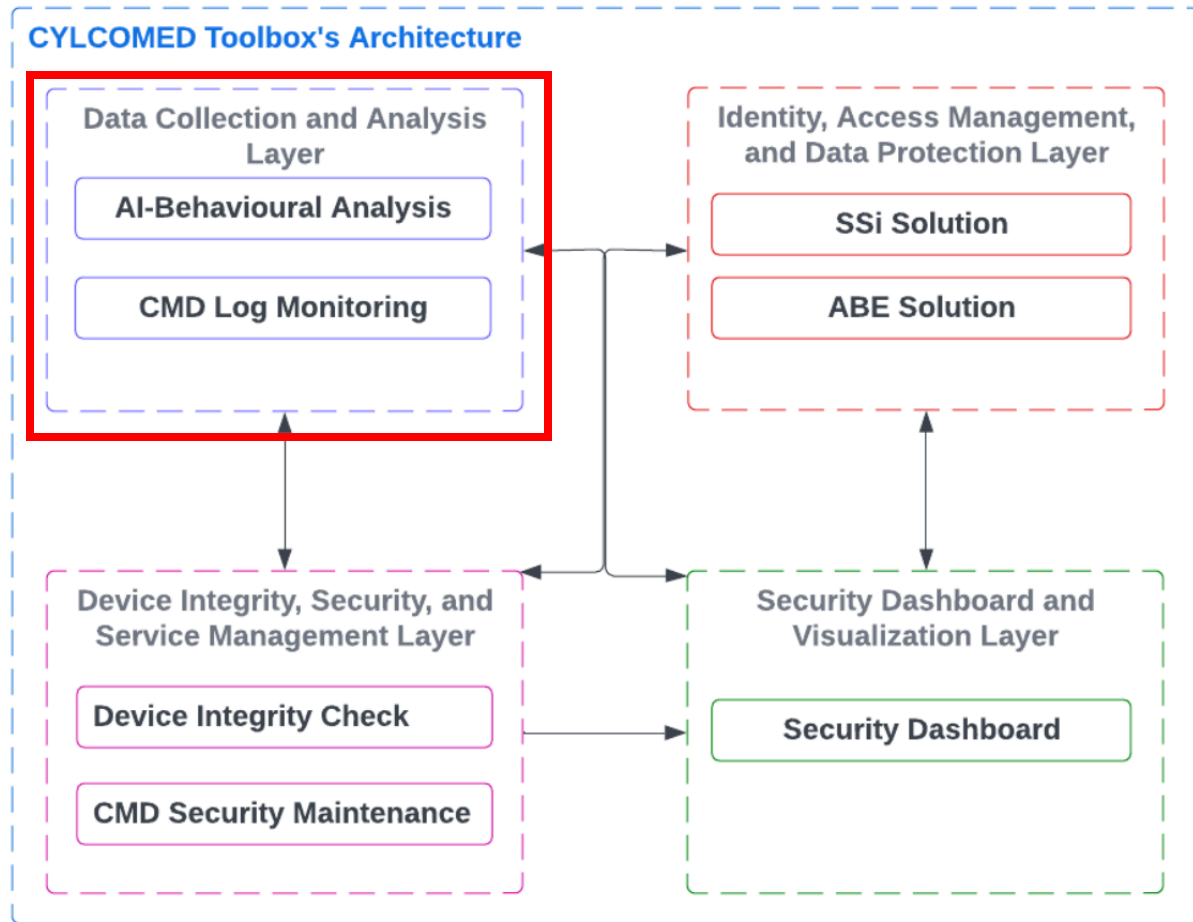 CYLCOMED Toolbox's Architecture
Data Collection and Analysis
Layer
AI-Behavioural Analysis
CMD Log Monitoring
Identity, Access Management,
and Data Protection Layer
SSi Solution
ABE Solution
Device Integrity, Security, and
Service Management Layer
Device Integrity Check
CMD Security Maintenance
Security Dashboard and
Visualization Layer
Security Dashboard